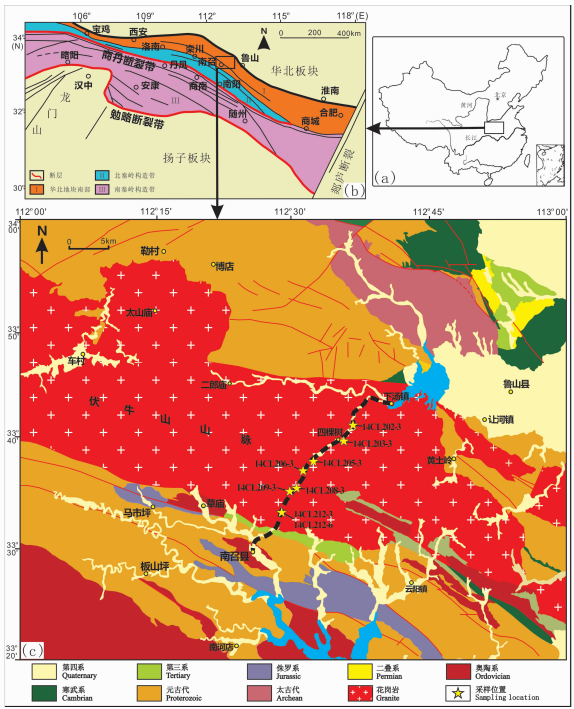 106° 109° 112° 115° 118°(E)
34°
(N)
32°
30°
宝鸡
西安
洛南
栾川
鲁山
略阳
商丹断裂带
丹凤
南召
华北板块
汉中
安康
商南
南阳
淮南
合肥
随州
商城
龙门山
勉略断裂带
扬子板块
郯庐断裂
N
0 200 400km
I
II
III
断层
II 北秦岭构造带
I 华北地块南部
III 南秦岭构造带
(b)
北京
黄河
长江
(a)
112°00' 112°15' 112°30' 112°45' 113°00'
34°00'
33°50'
33°40'
33°30'
33°20'
N
0 5km
勒村
博店
太山庙
车村
二郎庙
下汤镇
鲁山县
让河镇
伏牛山山脉
四棵树
14CL202-3
14CL203-3
14CL206-3
14CL205-3
14CL209-3
14CL208-3
14CL212-3
14CL212-6
黄土岭
马市坪
草庙
南召县
板山坪
云阳镇
南河店
(c)
第四系
Quaternary
第三系
Tertiary
侏罗系
Jurassic
二叠系
Permian
奥陶系
Ordovician
寒武系
Cambrian
元古代
Proterozoic
太古代
Archean
花岗岩
Granite
采样位置
Sampling location